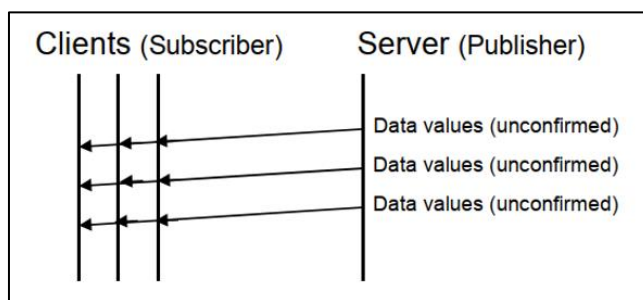 Clients (Subscriber) Server (Publisher)
Data values (unconfirmed)
Data values (unconfirmed)
Data values (unconfirmed)